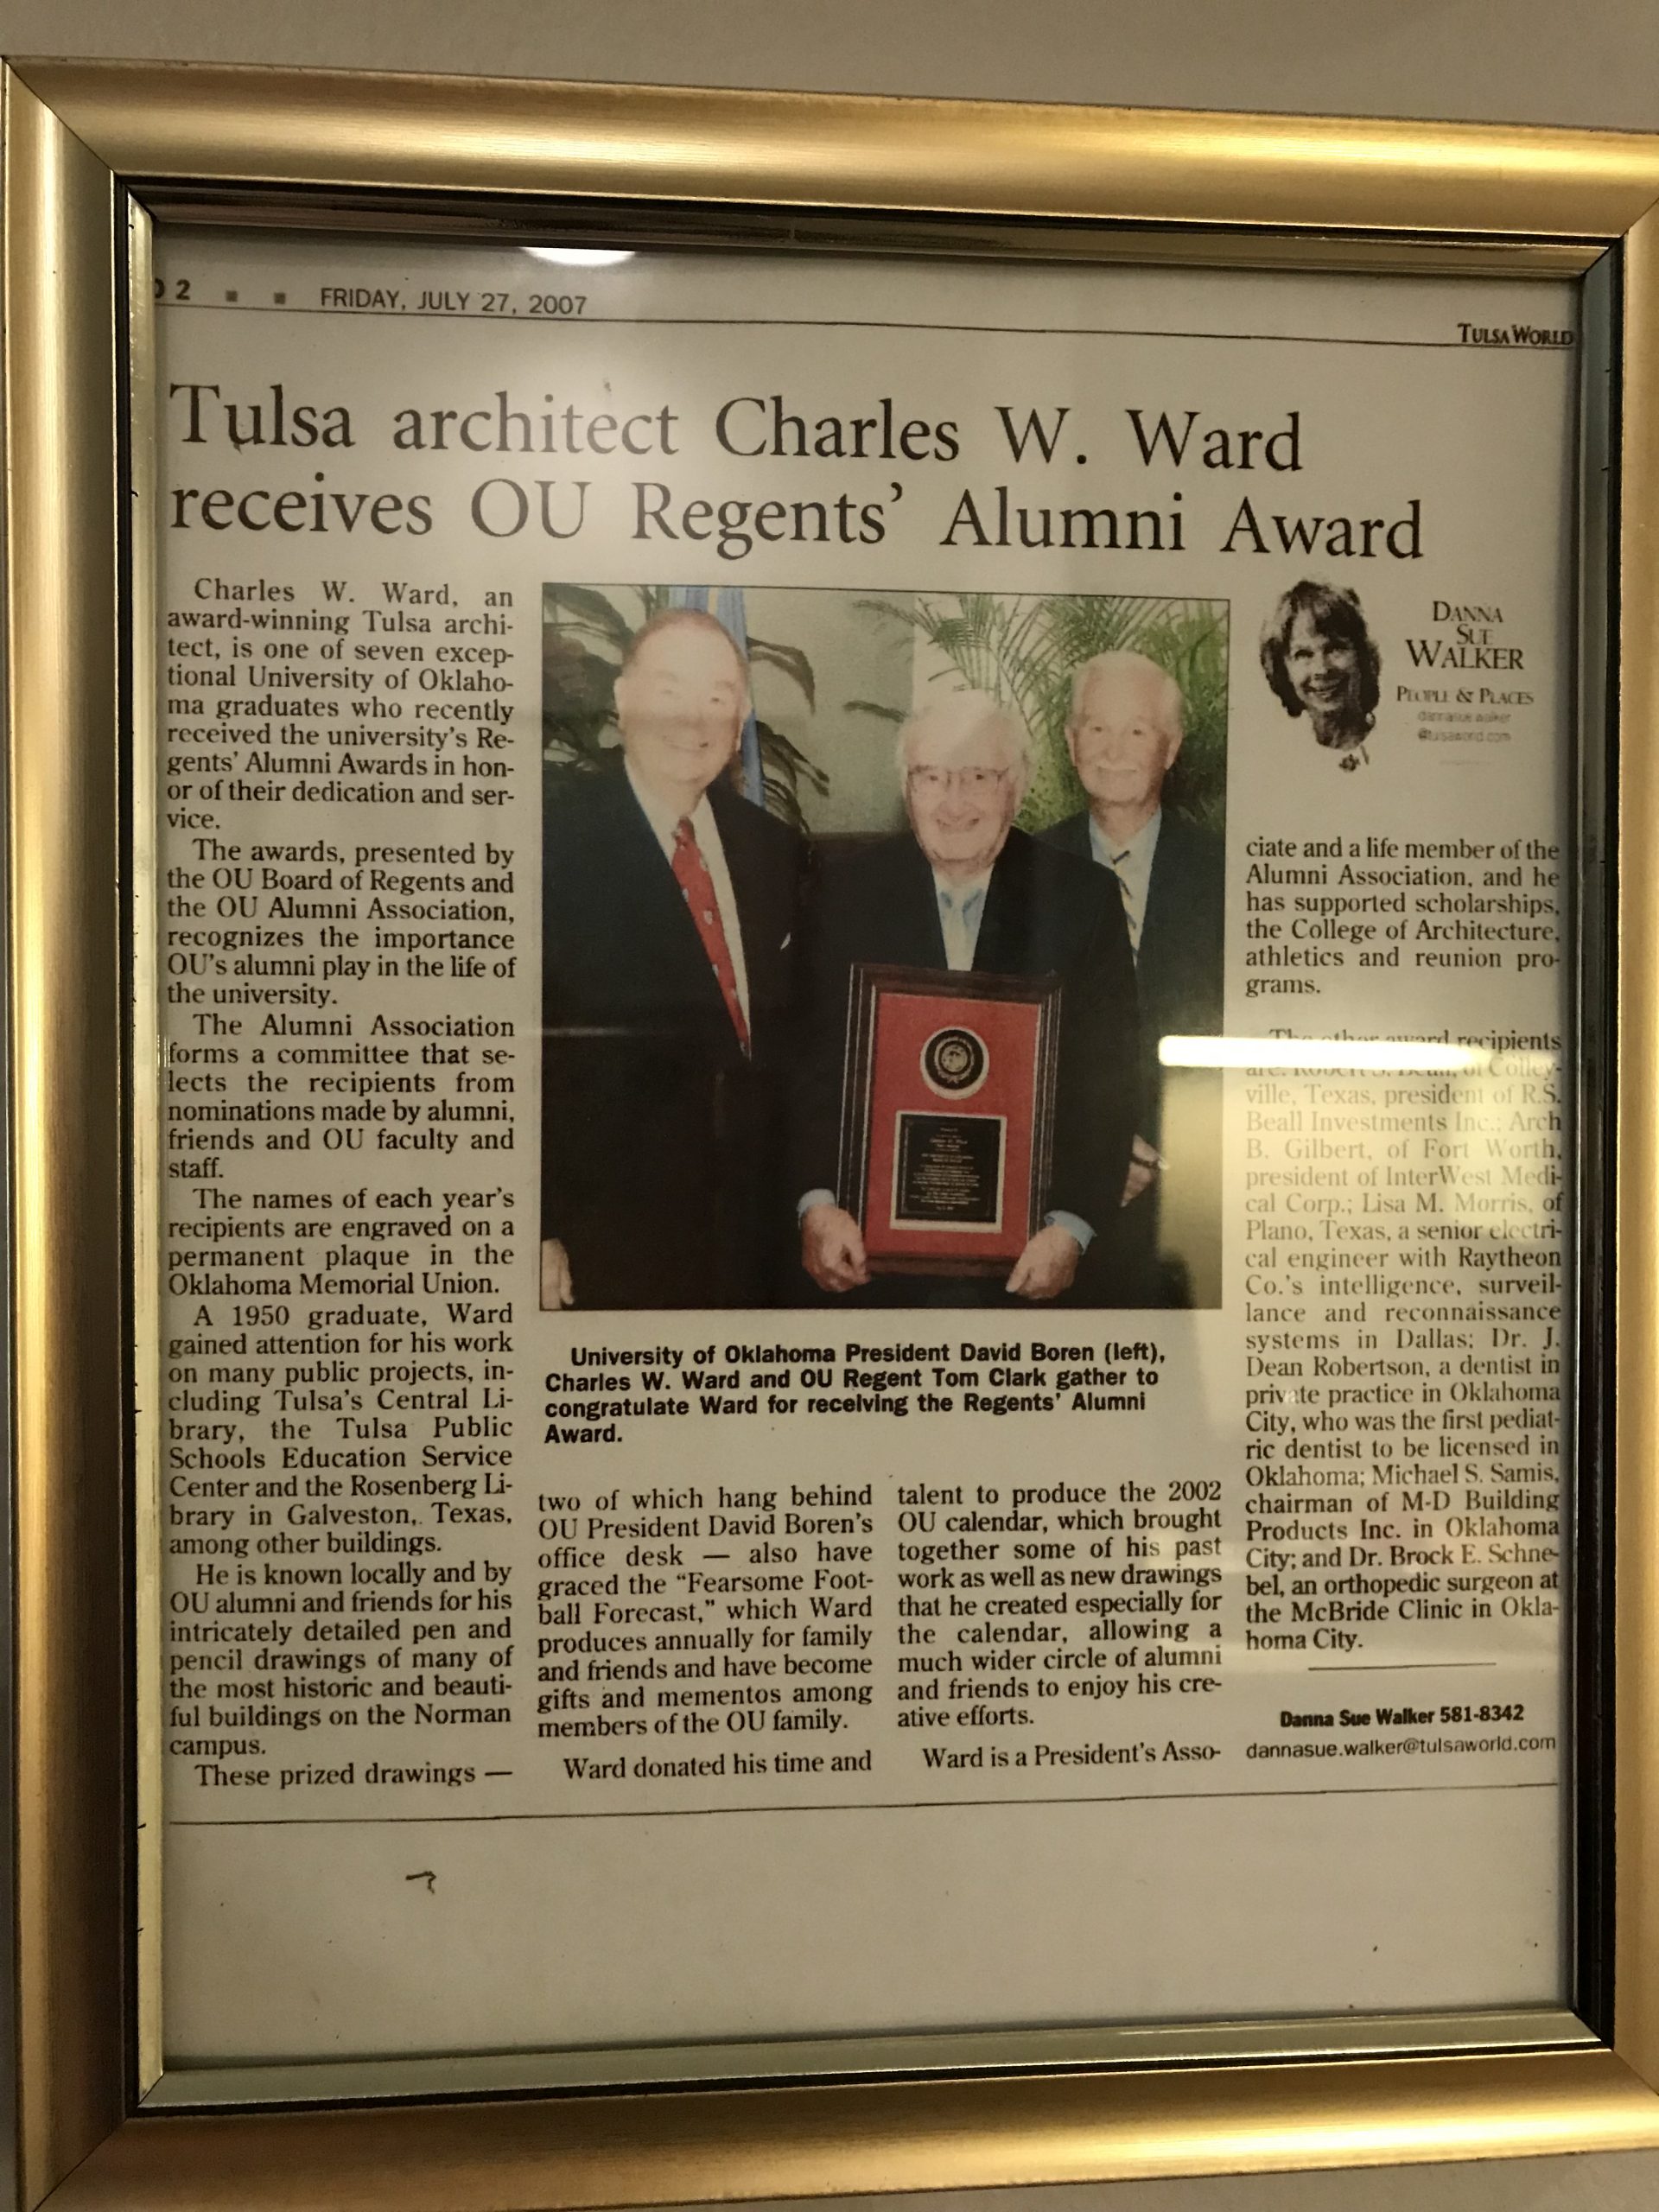 D 2 ■ ■ FRIDAY, JULY 27, 2007
TULSA WORLD
Tulsa architect Charles W. Ward
receives OU Regents’ Alumni Award
Charles W. Ward, an
award-winning Tulsa archi-
tect, is one of seven excep-
tional University of Oklaho-
ma graduates who recently
received the university's Re-
gents' Alumni Awards in hon-
or of their dedication and ser-
vice.
The awards, presented by
the OU Board of Regents and
the OU Alumni Association,
recognizes the importance
OU's alumni play in the life of
the university.
The Alumni Association
forms a committee that se-
lects the recipients from
nominations made by alumni,
friends and OU faculty and
staff.
The names of each year's
recipients are engraved on a
permanent plaque in the
Oklahoma Memorial Union.
A 1950 graduate, Ward
gained attention for his work
on many public projects, in-
cluding Tulsa's Central Li-
brary, the Tulsa Public
Schools Education Service
Center and the Rosenberg Li-
brary in Galveston, Texas,
among other buildings.
He is known locally and by
OU alumni and friends for his
intricately detailed pen and
pencil drawings of many of
the most historic and beauti-
ful buildings on the Norman
campus.
These prized drawings —
University of Oklahoma President David Boren (left),
Charles W. Ward and OU Regent Tom Clark gather to
congratulate Ward for receiving the Regents' Alumni
Award.
two of which hang behind
OU President David Boren's
office desk — also have
graced the "Fearsome Foot-
ball Forecast," which Ward
produces annually for family
and friends and have become
gifts and mementos among
members of the OU family.
Ward donated his time and
talent to produce the 2002
OU calendar, which brought
together some of his past
work as well as new drawings
that he created especially for
the calendar, allowing a
much wider circle of alumni
and friends to enjoy his cre-
ative efforts.
Ward is a President's Asso-
DANNA
SUE
WALKER
PEOPLE & PLACES
dannasue.walker
@tulsaworld.com
ciate and a life member of the
Alumni Association, and he
has supported scholarships,
the College of Architecture,
athletics and reunion pro-
grams.
The other award recipients
are: Robert S. Beall, of Colley-
ville, Texas, president of R.S.
Beall Investments Inc.; Arch
B. Gilbert, of Fort Worth,
president of InterWest Medi-
cal Corp.; Lisa M. Morris, of
Plano, Texas, a senior electri-
cal engineer with Raytheon
Co.'s intelligence, surveil-
lance and reconnaissance
systems in Dallas; Dr. J.
Dean Robertson, a dentist in
private practice in Oklahoma
City, who was the first pediat-
ric dentist to be licensed in
Oklahoma; Michael S. Samis,
chairman of M-D Building
Products Inc. in Oklahoma
City; and Dr. Brock E. Schne-
bel, an orthopedic surgeon at
the McBride Clinic in Okla-
homa City.
Danna Sue Walker 581-8342
dannasue.walker@tulsaworld.com